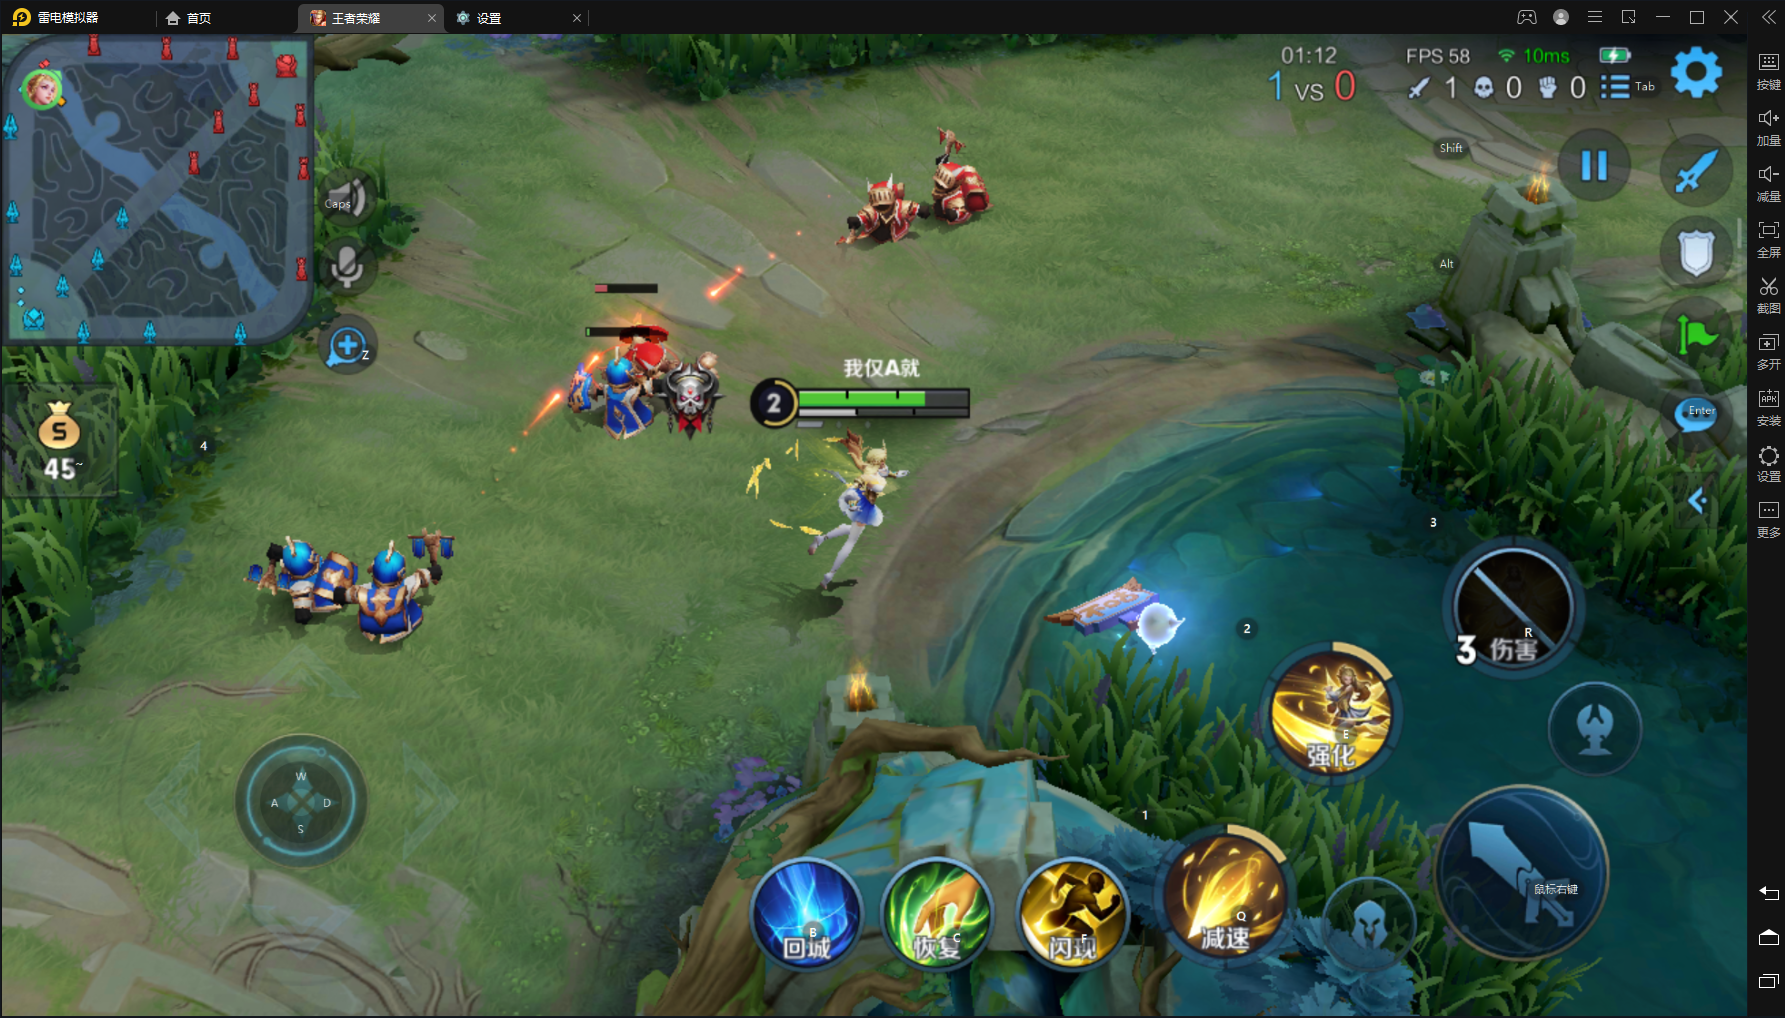 雷电模拟器
首页
王者荣耀
设置
01:12
1 VS 0
FPS 58
10ms
1
0
0
Tab
Shift
Caps
Alt
Z
Enter
45~
4
我仅A就
2
3
2
R
3 伤害
E
强化
1
W
A
D
S
B
回城
C
恢复
F
闪现
Q
减速
鼠标右键
按键
加量
减量
全屏
截图
多开
APK
安装
设置
更多